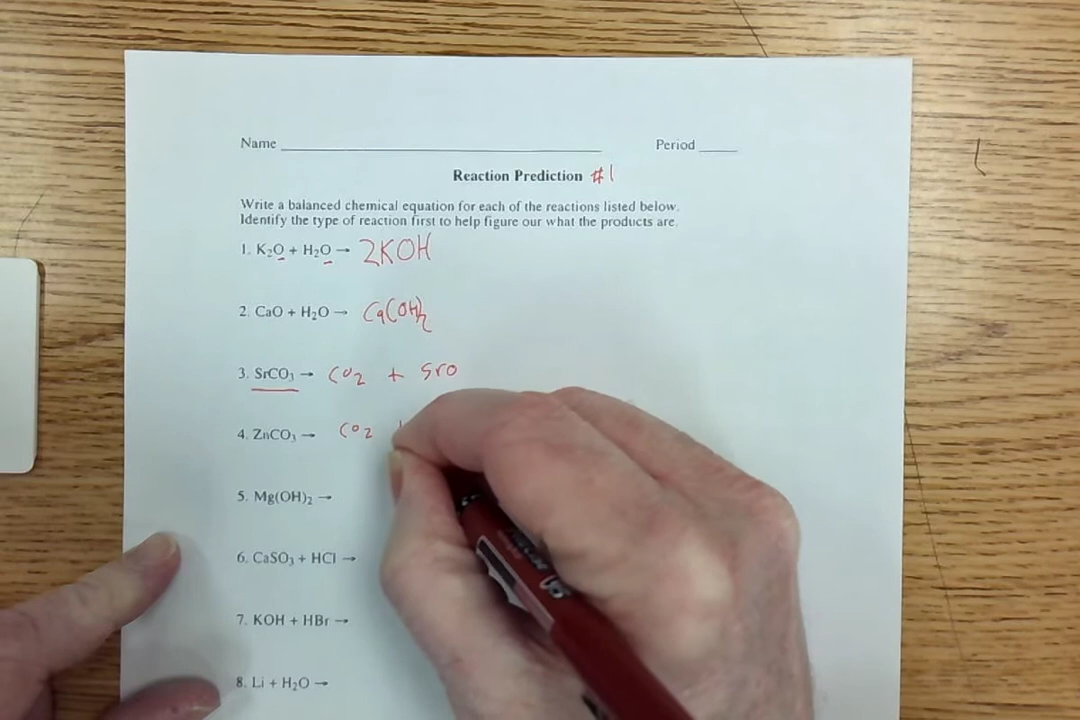 Name ________ Period ____
Reaction Prediction #1
Write a balanced chemical equation for each of the reactions listed below.
Identify the type of reaction first to help figure our what the products are.
1. K₂O + H₂O → 2KOH
2. CaO + H₂O → Ca(OH)₂
3. SrCO₃ → CO₂ + SrO
4. ZnCO₃ → CO₂
5. Mg(OH)₂ →
6. CaSO₃ + HCl →
7. KOH + HBr →
8. Li + H₂O →